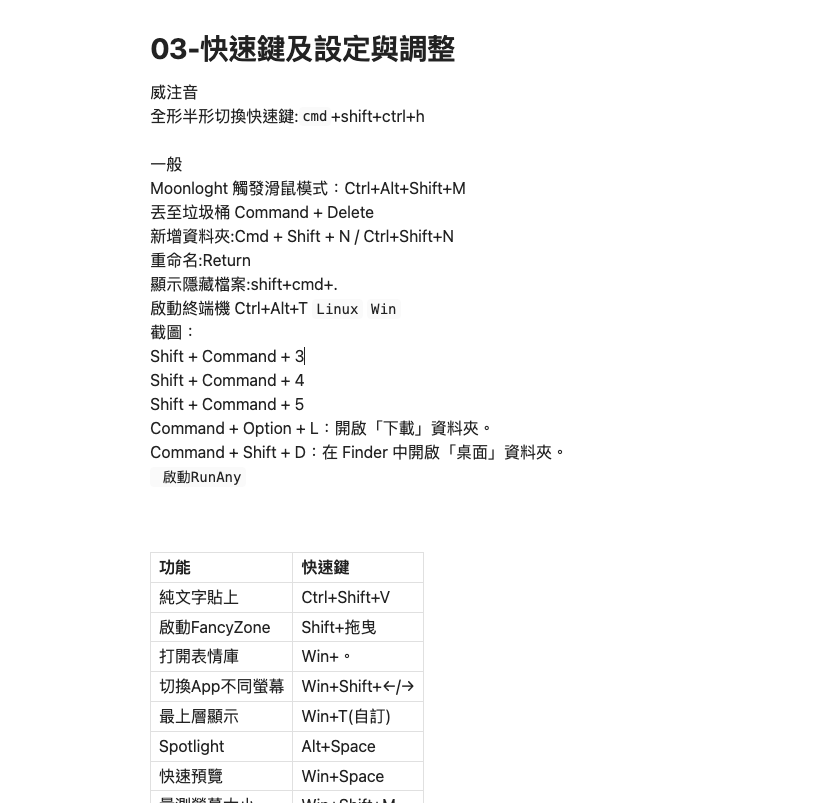 03-快速鍵及設定與調整
威注音
全形半形切換快速鍵: cmd +shift+ctrl+h
一般
Moonloght 觸發滑鼠模式：Ctrl+Alt+Shift+M
丟至垃圾桶 Command + Delete
新增資料夾:Cmd + Shift + N / Ctrl+Shift+N
重命名:Return
顯示隱藏檔案:shift+cmd+.
啟動終端機 Ctrl+Alt+T Linux Win
截圖：
Shift + Command + 3
Shift + Command + 4
Shift + Command + 5
Command + Option + L：開啟「下載」資料夾。
Command + Shift + D：在 Finder 中開啟「桌面」資料夾。
啟動RunAny
功能 快速鍵
純文字貼上 Ctrl+Shift+V
啟動FancyZone Shift+拖曳
打開表情庫 Win+。
切換App不同螢幕 Win+Shift+←/→
最上層顯示 Win+T(自訂)
Spotlight Alt+Space
快速預覽 Win+Space
量測螢幕大小 Win+Shift+M